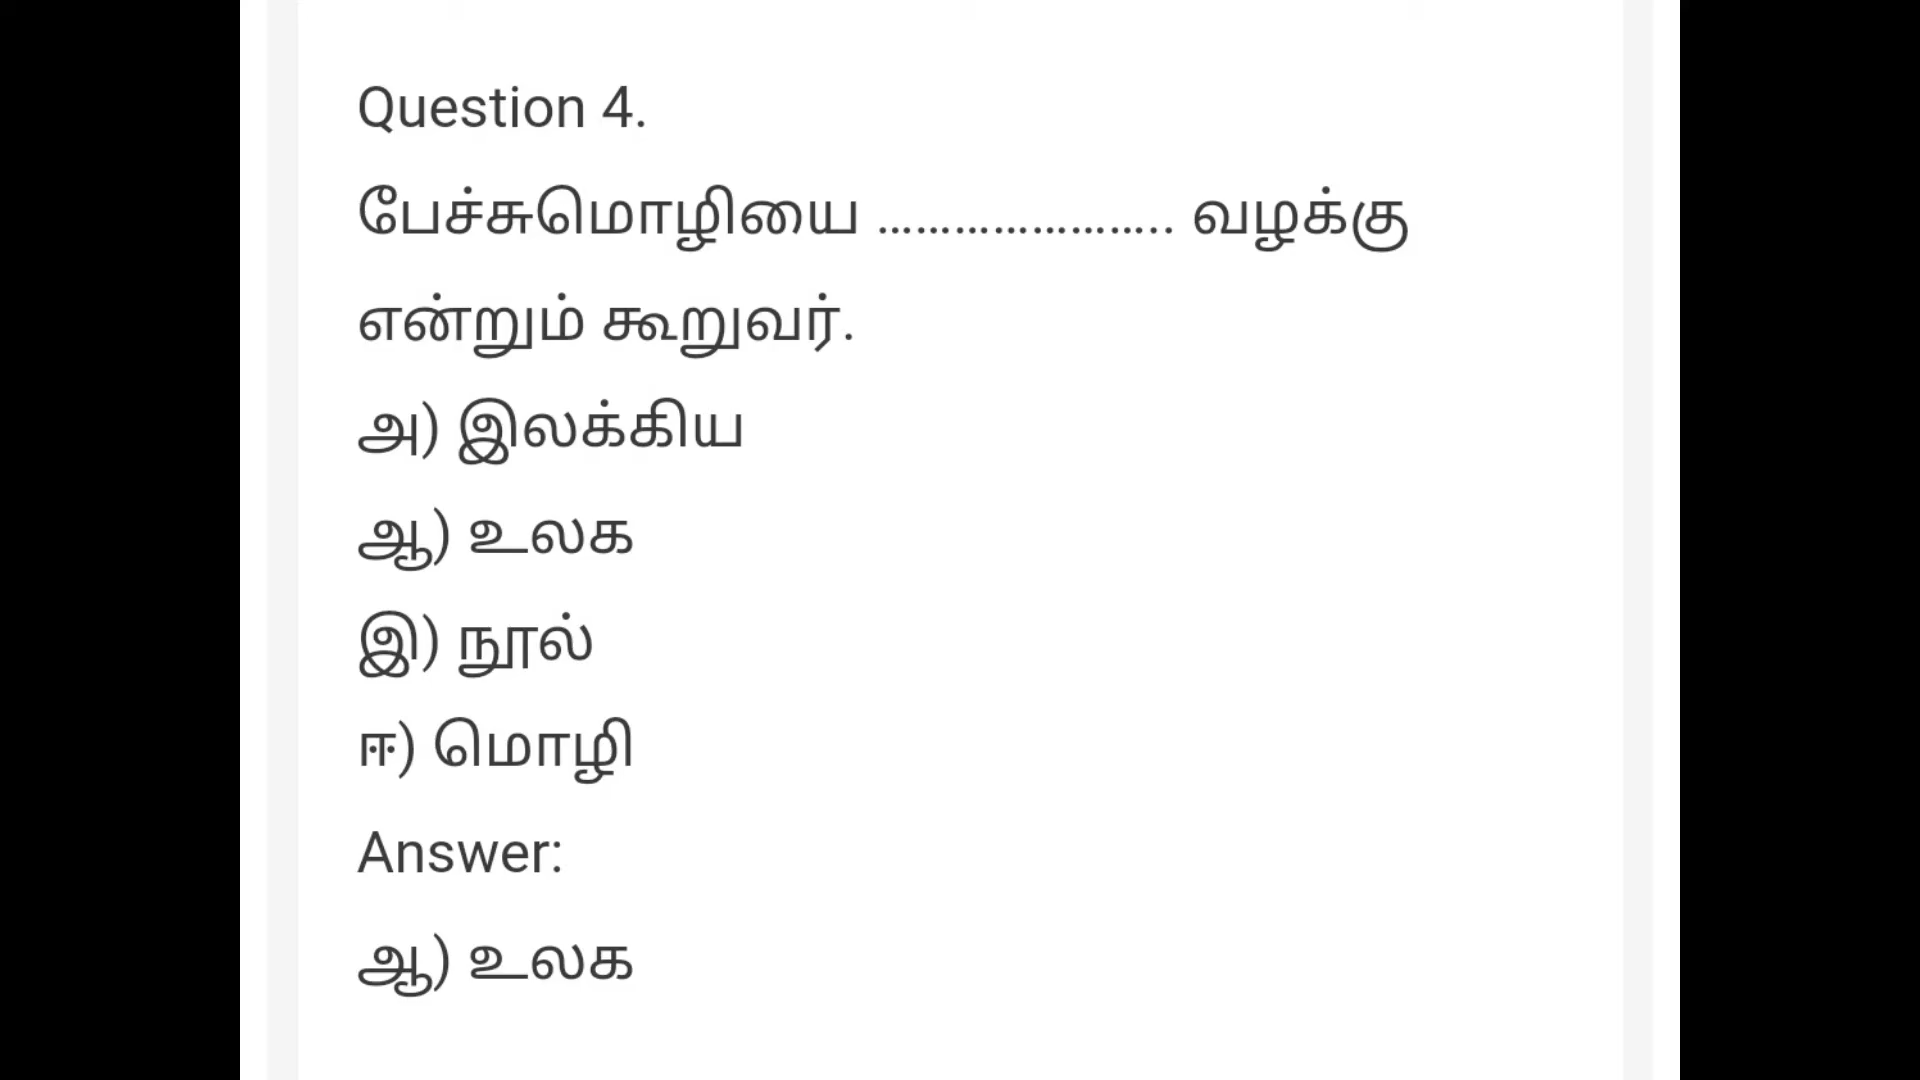 Question 4.
பேச்சுமொழியை ………………….. வழக்கு
என்றும் கூறுவர்.
அ) இலக்கிய
ஆ) உலக
இ) நூல்
ஈ) மொழி
Answer:
ஆ) உலக